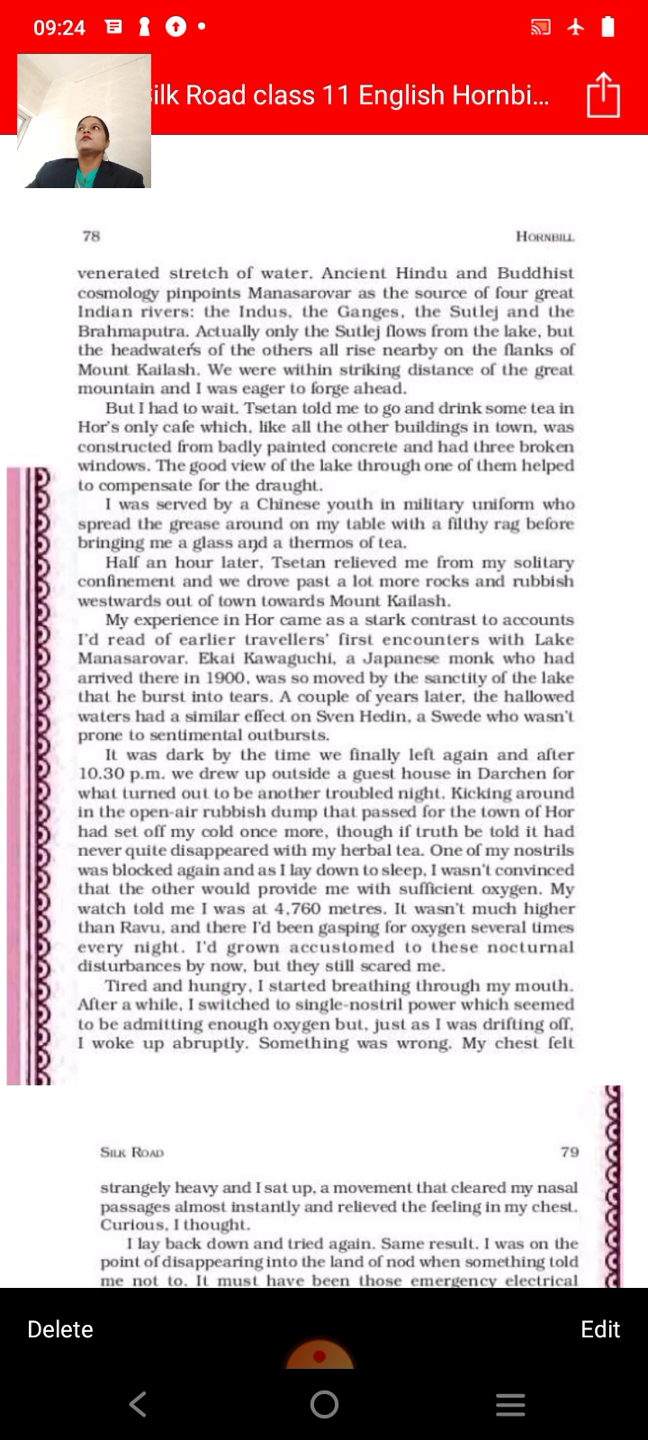 09:24
ilk Road class 11 English Hornbi...
78 HORNBILL
venerated stretch of water. Ancient Hindu and Buddhist
cosmology pinpoints Manasarovar as the source of four great
Indian rivers: the Indus, the Ganges, the Sutlej and the
Brahmaputra. Actually only the Sutlej flows from the lake, but
the headwaters of the others all rise nearby on the flanks of
Mount Kailash. We were within striking distance of the great
mountain and I was eager to forge ahead.
But I had to wait. Tsetan told me to go and drink some tea in
Hor's only cafe which, like all the other buildings in town, was
constructed from badly painted concrete and had three broken
windows. The good view of the lake through one of them helped
to compensate for the draught.
I was served by a Chinese youth in military uniform who
spread the grease around on my table with a filthy rag before
bringing me a glass and a thermos of tea.
Half an hour later, Tsetan relieved me from my solitary
confinement and we drove past a lot more rocks and rubbish
westwards out of town towards Mount Kailash.
My experience in Hor came as a stark contrast to accounts
I'd read of earlier travellers' first encounters with Lake
Manasarovar. Ekai Kawaguchi, a Japanese monk who had
arrived there in 1900, was so moved by the sanctity of the lake
that he burst into tears. A couple of years later, the hallowed
waters had a similar effect on Sven Hedin, a Swede who wasn't
prone to sentimental outbursts.
It was dark by the time we finally left again and after
10.30 p.m. we drew up outside a guest house in Darchen for
what turned out to be another troubled night. Kicking around
in the open-air rubbish dump that passed for the town of Hor
had set off my cold once more, though if truth be told it had
never quite disappeared with my herbal tea. One of my nostrils
was blocked again and as I lay down to sleep, I wasn't convinced
that the other would provide me with sufficient oxygen. My
watch told me I was at 4,760 metres. It wasn't much higher
than Ravu, and there I'd been gasping for oxygen several times
every night. I'd grown accustomed to these nocturnal
disturbances by now, but they still scared me.
Tired and hungry, I started breathing through my mouth.
After a while, I switched to single-nostril power which seemed
to be admitting enough oxygen but, just as I was drifting off,
I woke up abruptly. Something was wrong. My chest felt
SILK ROAD 79
strangely heavy and I sat up, a movement that cleared my nasal
passages almost instantly and relieved the feeling in my chest.
Curious, I thought.
I lay back down and tried again. Same result. I was on the
point of disappearing into the land of nod when something told
me not to. It must have been those emergency electrical
Delete Edit